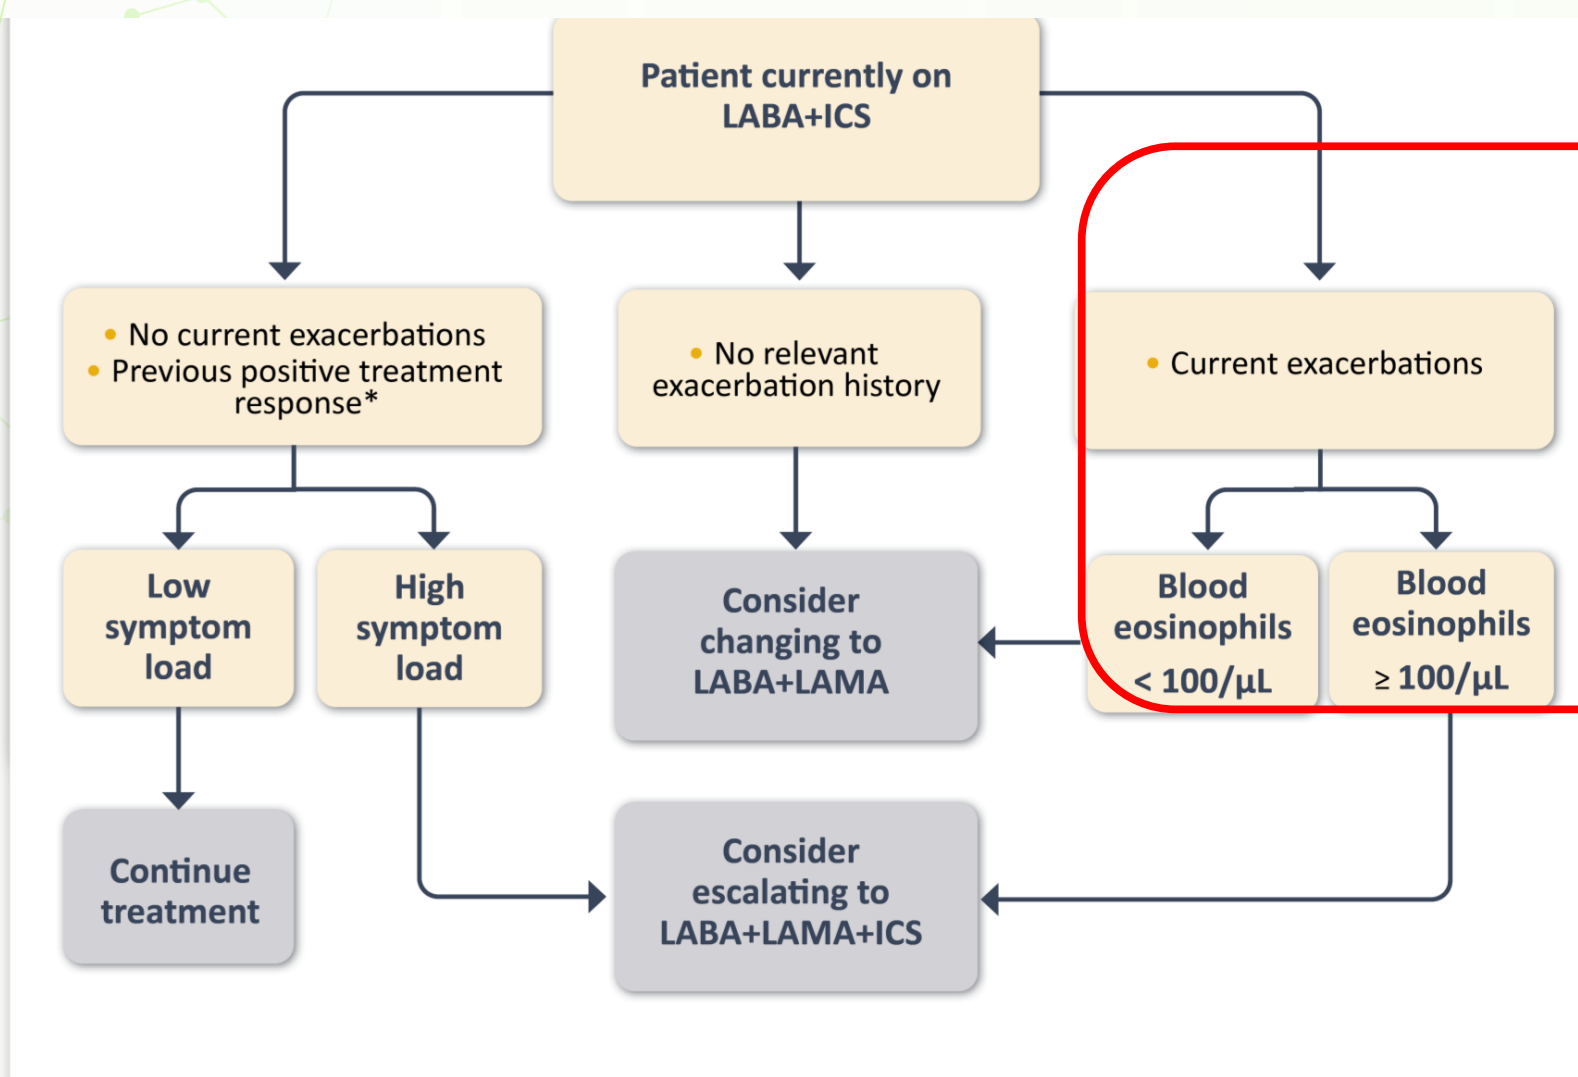 Patient currently on
LABA+ICS
• No current exacerbations
• Previous positive treatment
response*
• No relevant
exacerbation history
• Current exacerbations
Low
symptom
load
High
symptom
load
Consider
changing to
LABA+LAMA
Blood
eosinophils
< 100/µL
Blood
eosinophils
≥ 100/µL
Continue
treatment
Consider
escalating to
LABA+LAMA+ICS